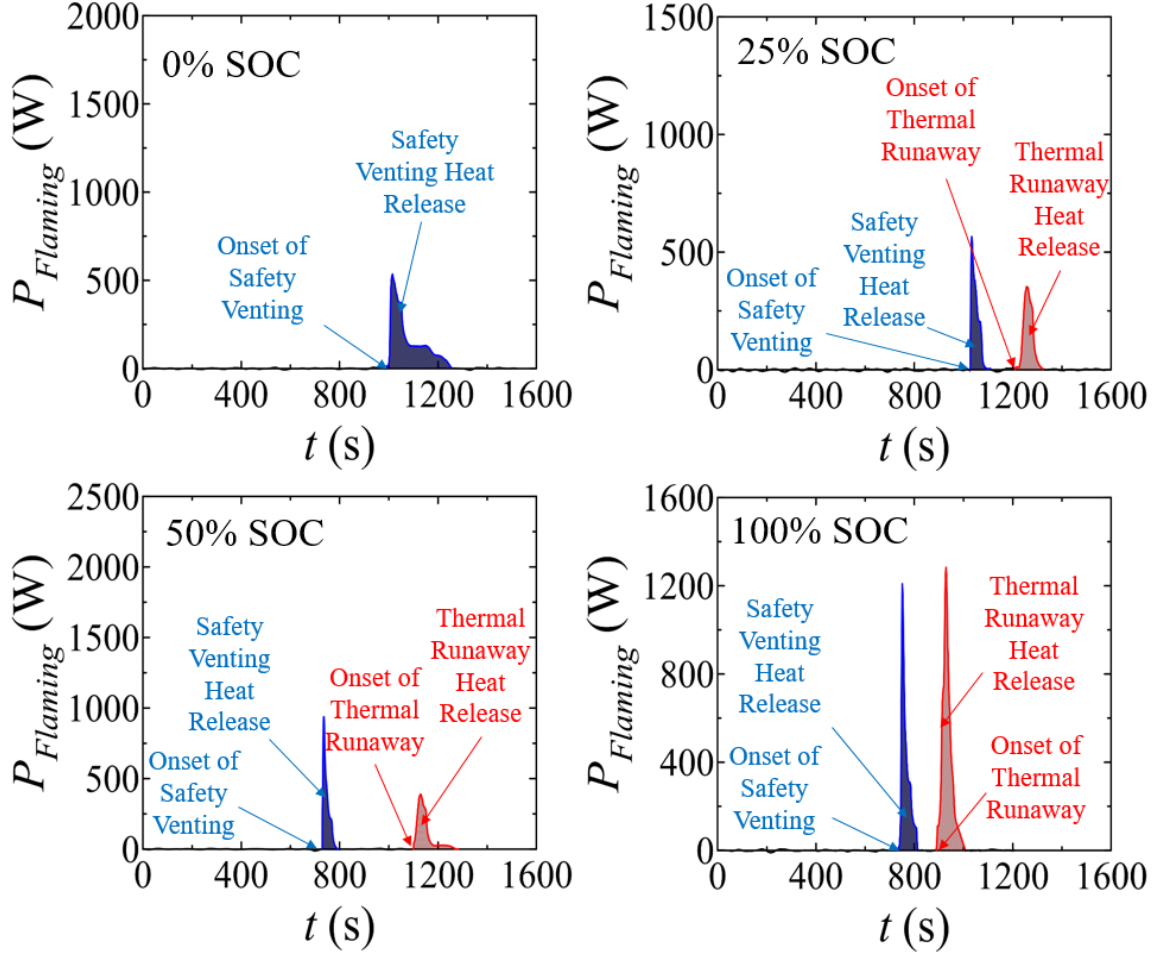 2000
1500
1000
500
0
P_Flaming (W)
0% SOC
Safety
Venting Heat
Release
Onset of
Safety
Venting
0 400 800 1200 1600
t (s)
1500
1000
500
0
P_Flaming (W)
25% SOC
Onset of
Thermal
Runaway
Thermal
Runaway
Heat
Release
Safety
Venting
Heat
Release
Onset of
Safety
Venting
0 400 800 1200 1600
t (s)
2500
2000
1500
1000
500
0
P_Flaming (W)
50% SOC
Safety
Venting
Heat
Release
Thermal
Runaway
Heat
Release
Onset of
Thermal
Runaway
Onset of
Safety
Venting
0 400 800 1200 1600
t (s)
1600
1200
800
400
0
P_Flaming (W)
100% SOC
Safety
Venting
Heat
Release
Thermal
Runaway
Heat
Release
Onset of
Safety
Venting
Onset of
Thermal
Runaway
0 400 800 1200 1600
t (s)